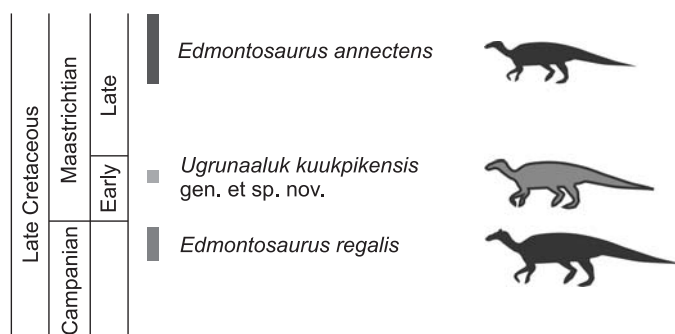 Late Cretaceous
Maastrichtian
Campanian
Late
Early
Edmontosaurus annectens
Ugrunaaluk kuukpikensis
gen. et sp. nov.
Edmontosaurus regalis